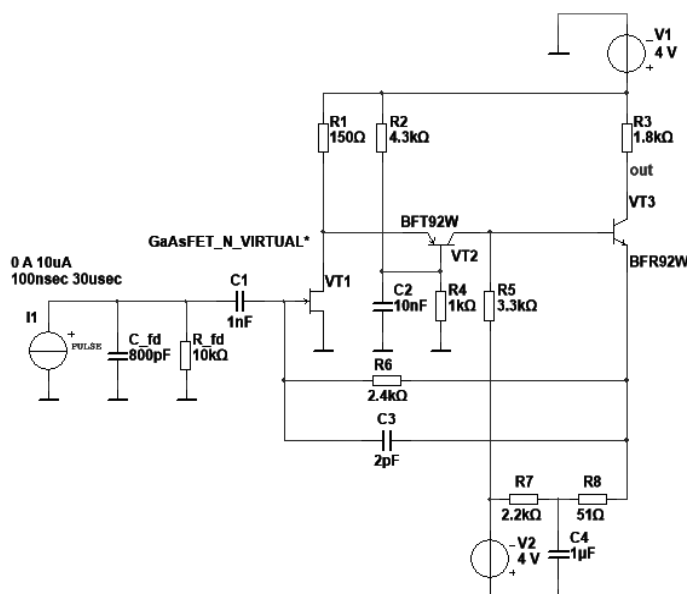 V1
4 V
R1
150Ω
R2
4.3kΩ
R3
1.8kΩ
out
VT3
BFT92W
GaAsFET_N_VIRTUAL*
VT2
BFR92W
0 A 10uA
100nsec 30usec
C1
1nF
VT1
C2
10nF
R4
1kΩ
R5
3.3kΩ
I1
PULSE
C_fd
800pF
R_fd
10kΩ
R6
2.4kΩ
C3
2pF
R7
2.2kΩ
R8
51Ω
V2
4 V
C4
1µF